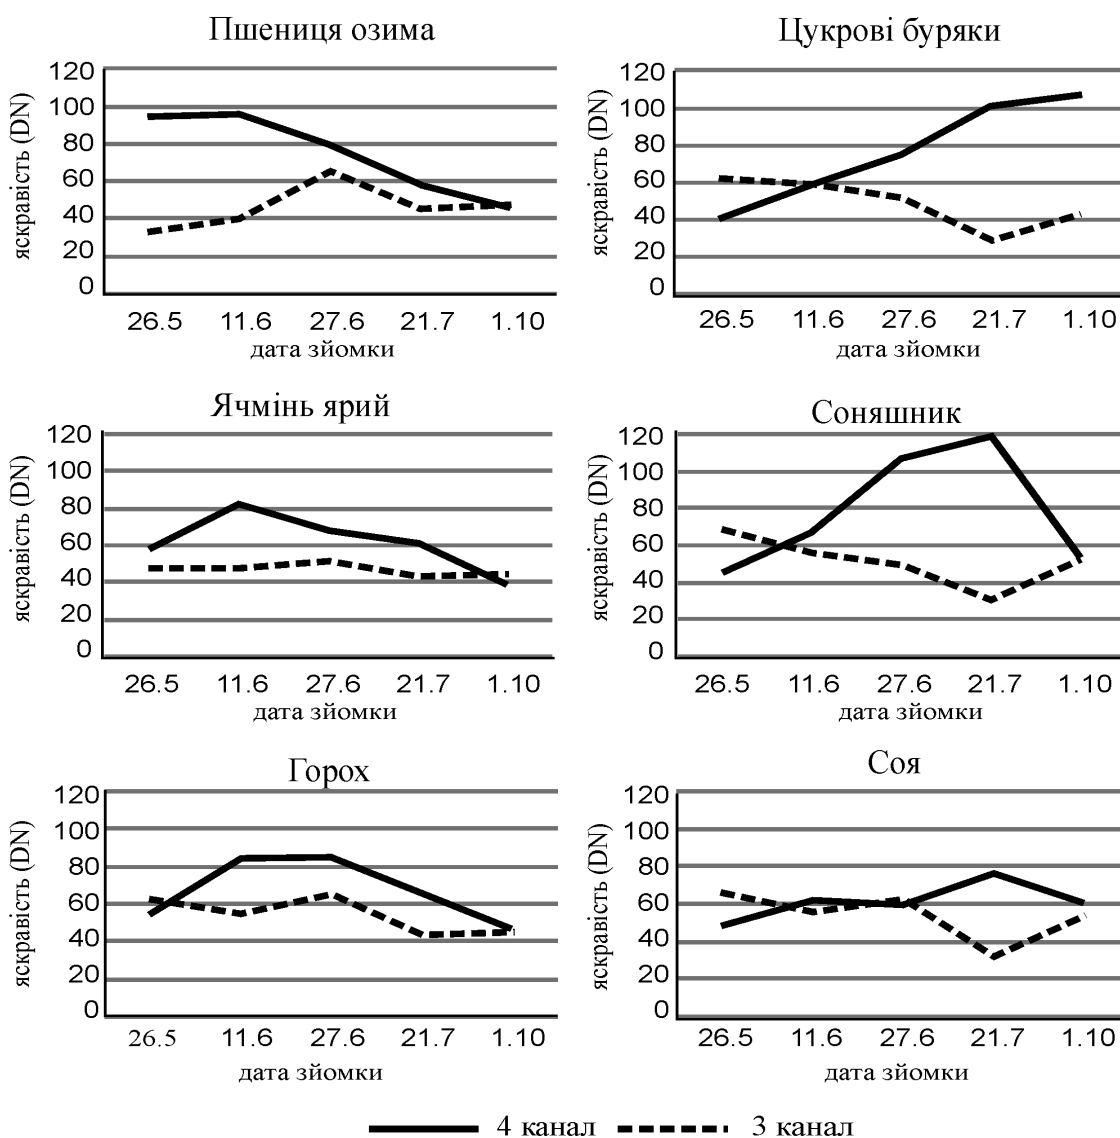 Пшениця озима
яскравість (DN)
120
100
80
60
40
20
0
26.5 11.6 27.6 21.7 1.10
дата зйомки
Цукрові буряки
яскравість (DN)
120
100
80
60
40
20
0
26.5 11.6 27.6 21.7 1.10
дата зйомки
Ячмінь ярий
яскравість (DN)
120
100
80
60
40
20
0
26.5 11.6 27.6 21.7 1.10
дата зйомки
Соняшник
яскравість (DN)
120
100
80
60
40
20
0
26.5 11.6 27.6 21.7 1.10
дата зйомки
Горох
яскравість (DN)
120
100
80
60
40
20
0
26.5 11.6 27.6 21.7 1.10
дата зйомки
Соя
яскравість (DN)
120
100
80
60
40
20
0
26.5 11.6 27.6 21.7 1.10
дата зйомки
4 канал 3 канал